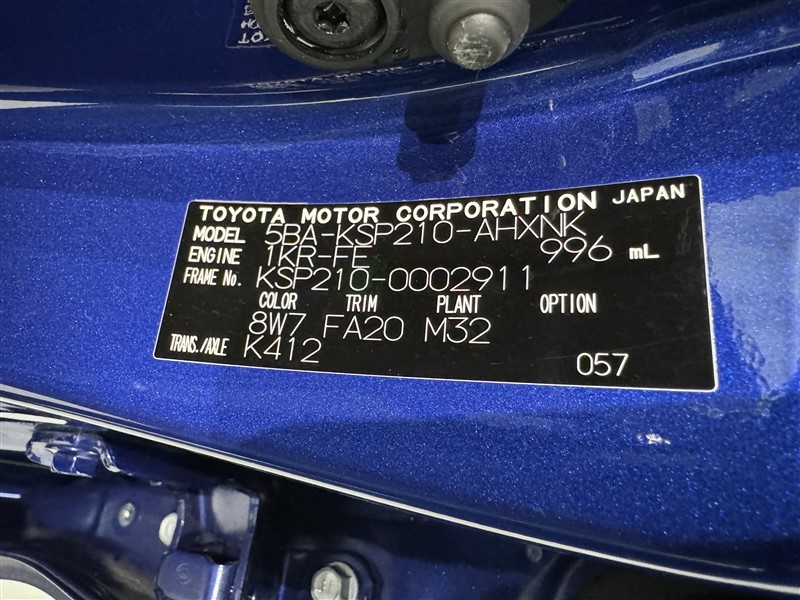 TOYOTA MOTOR CORPORATION JAPAN
MODEL 5BA-KSP210-AHXNK
ENGINE 1KR-FE 996 mL
FRAME No. KSP210-0002911
COLOR TRIM PLANT OPTION
8W7 FA20 M32
TRANS./AXLE K412 057